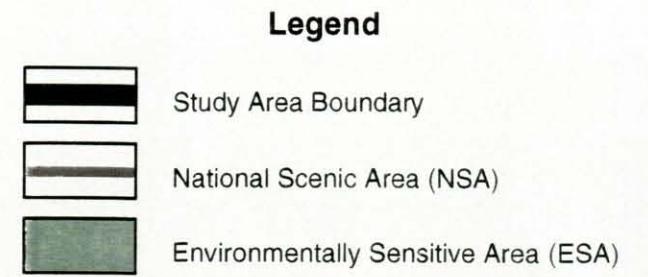 Legend
Study Area Boundary
National Scenic Area (NSA)
Environmentally Sensitive Area (ESA)